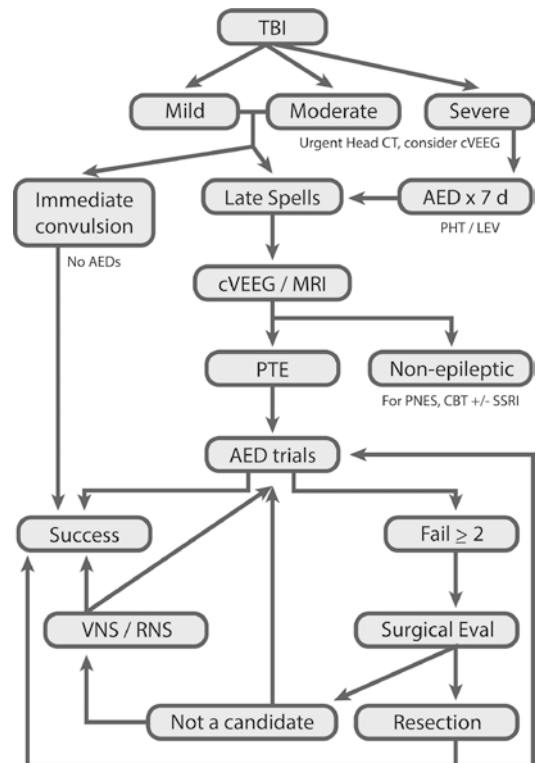 TBI
Mild
Moderate
Severe
Urgent Head CT, consider cVEEG
Immediate
convulsion
Late Spells
AED x 7 d
No AEDs
PHT / LEV
cVEEG / MRI
PTE
Non-epileptic
For PNES, CBT +/- SSRI
AED trials
Success
Fail ≥ 2
VNS / RNS
Surgical Eval
Not a candidate
Resection